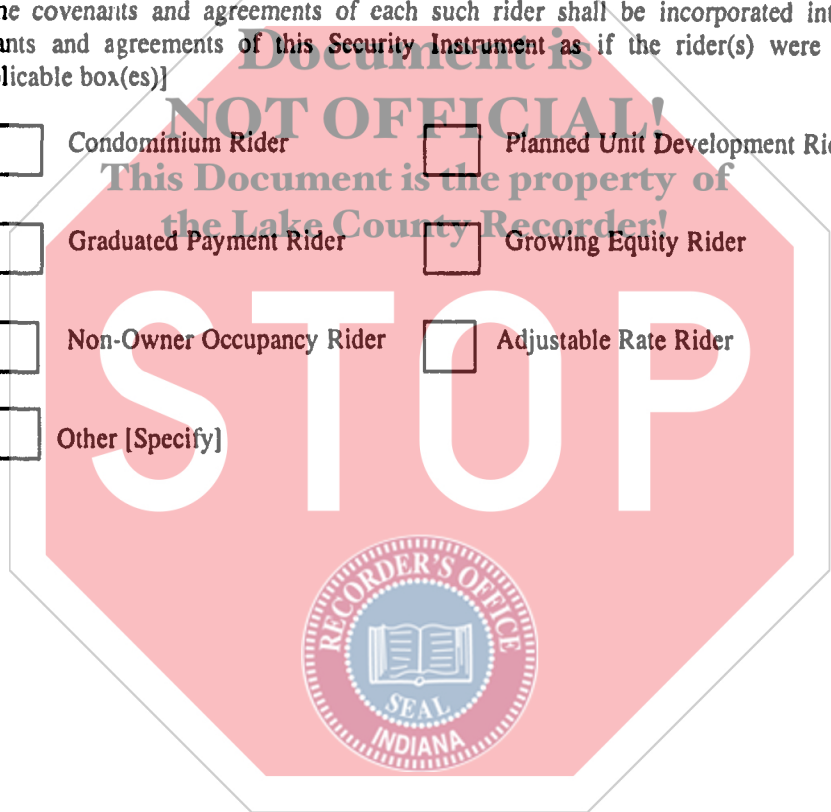 ne covenants and agreements of each such rider shall be incorporated int
ants and agreements of this Security Instrument as if the rider(s) were
licable box(es)]
Document is
NOT OFFICIAL!
Condominium Rider
Planned Unit Development Ri
This Document is the property of
the Lake County Recorder!
Graduated Payment Rider
Growing Equity Rider
STOP
Non-Owner Occupancy Rider
Adjustable Rate Rider
Other [Specify]
RECORDER'S OFFICE
SEAL
INDIANA